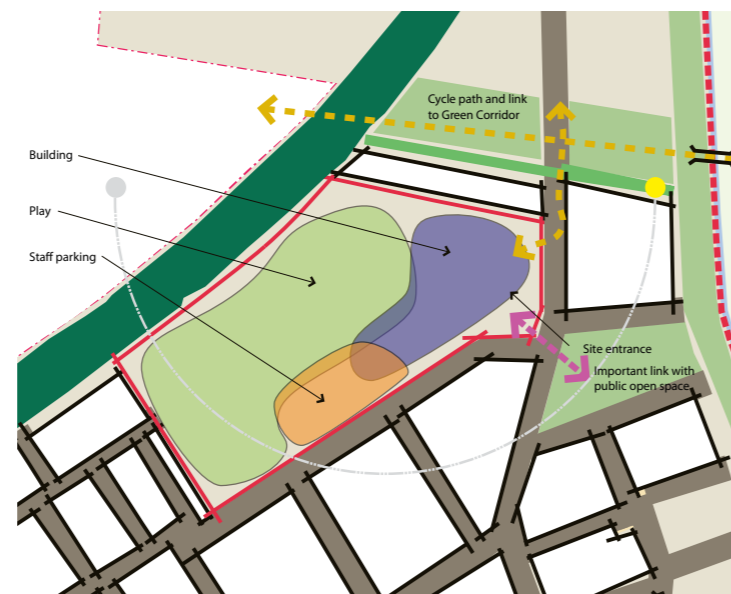 Cycle path and link
to Green Corridor
Building
Play
Staff parking
Site entrance
Important link with
public open space